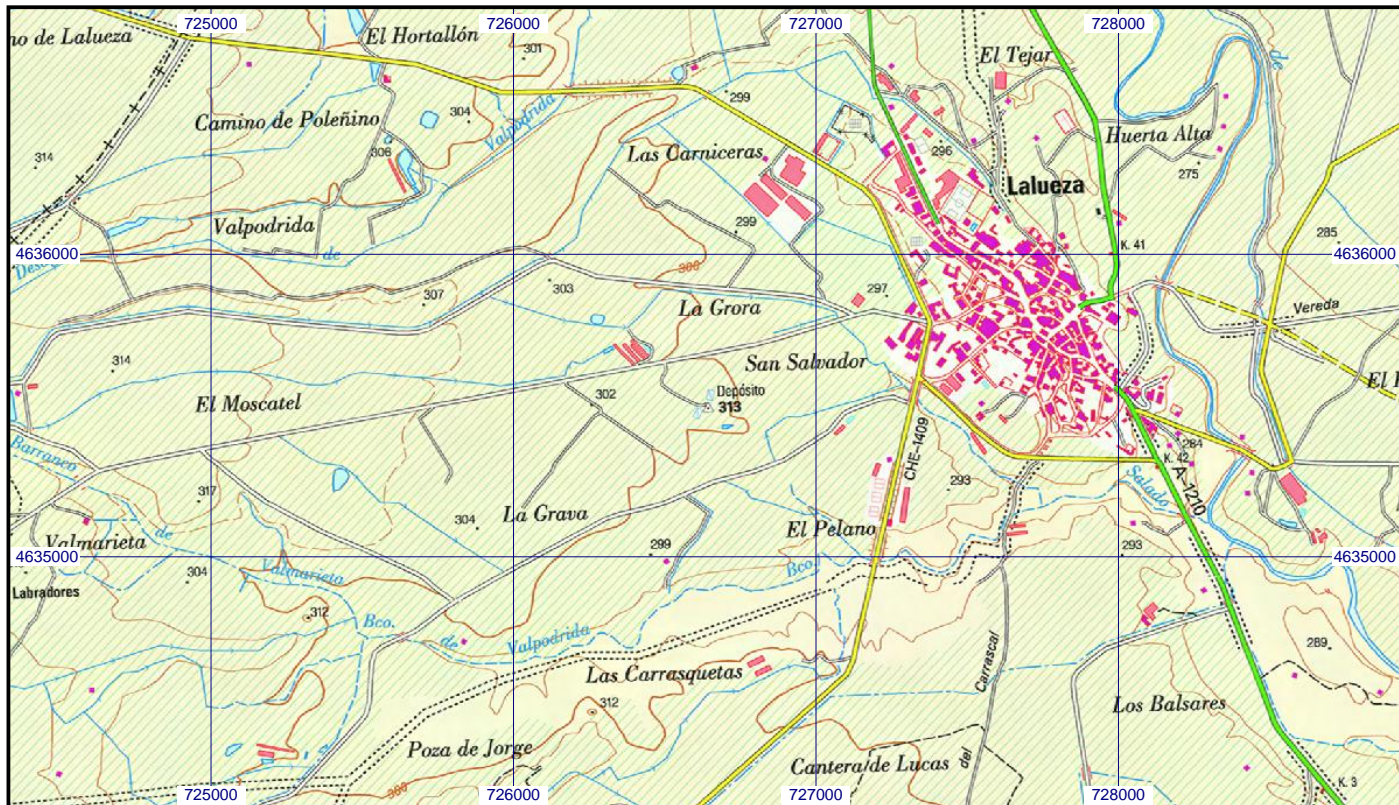 725000
726000
727000
728000
no de Lalueza
El Hortallón
301
El Tejar
de
299
304
Camino de Poleñino
Valpodrida
306
314
Las Carniceras
296
Huerta Alta
275
Lalueza
Valpodrida
299
285
K. 41
4636000
de
4636000
300
307
303
297
La Grora
Vereda
314
San Salvador
El Moscatel
302
Depósito
313
CHE-1409
284
K. 42
Barranco
A-1210
Salado
317
293
304
La Grava
El Pelano
de
Valmarieta
299
293
4635000
4635000
304
Valmarieta
Bco.
Labradores
312
Bco.
de
Valpodrida
289
Las Carrasquetas
Carrascal
312
Los Balsares
Poza de Jorge
Cantera de Lucas
del
300
K. 3
725000
726000
727000
728000